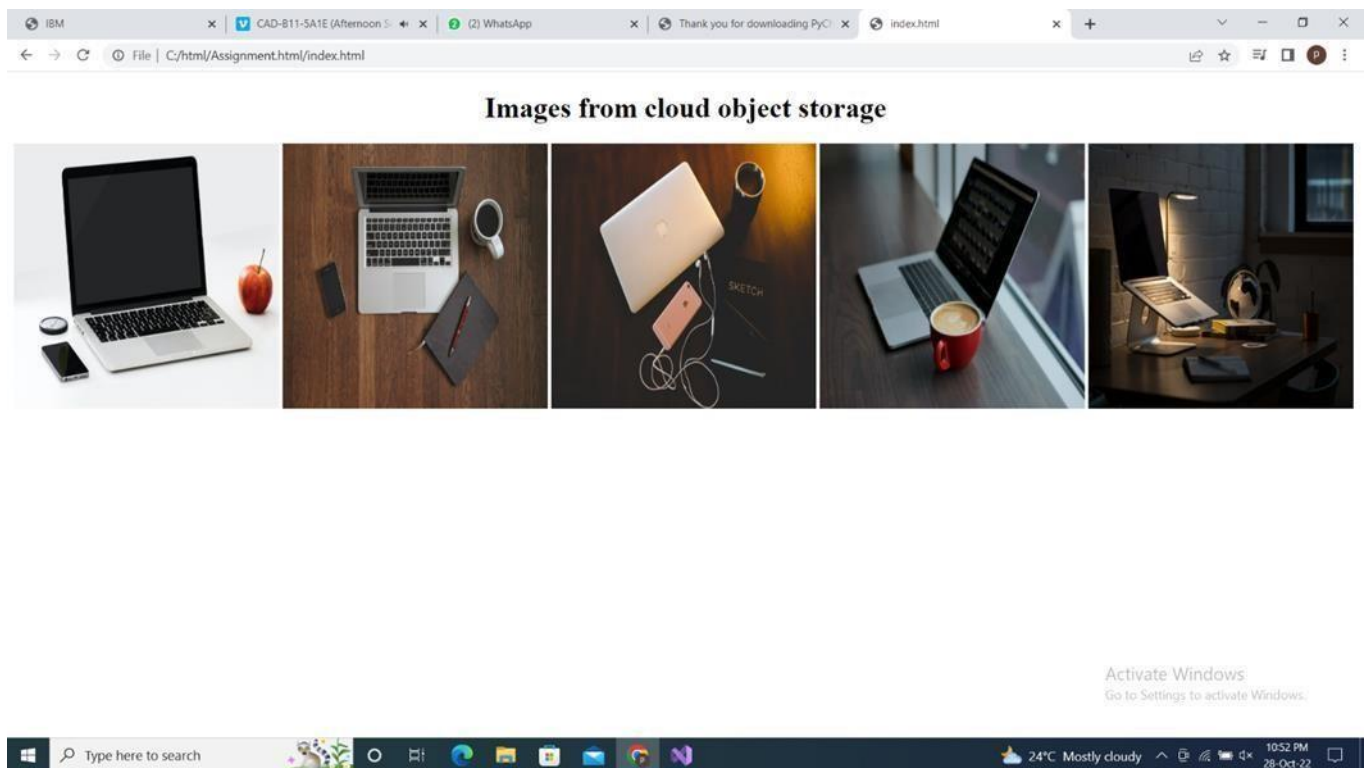 IBM
CAD-B11-5A1E (Afternoon S
(2) WhatsApp
Thank you for downloading PyC
index.html
File | C:/html/Assignment.html/index.html
P
Images from cloud object storage
SKETCH
Activate Windows
Go to Settings to activate Windows.
Type here to search
24°C Mostly cloudy
10:52 PM
28-Oct-22